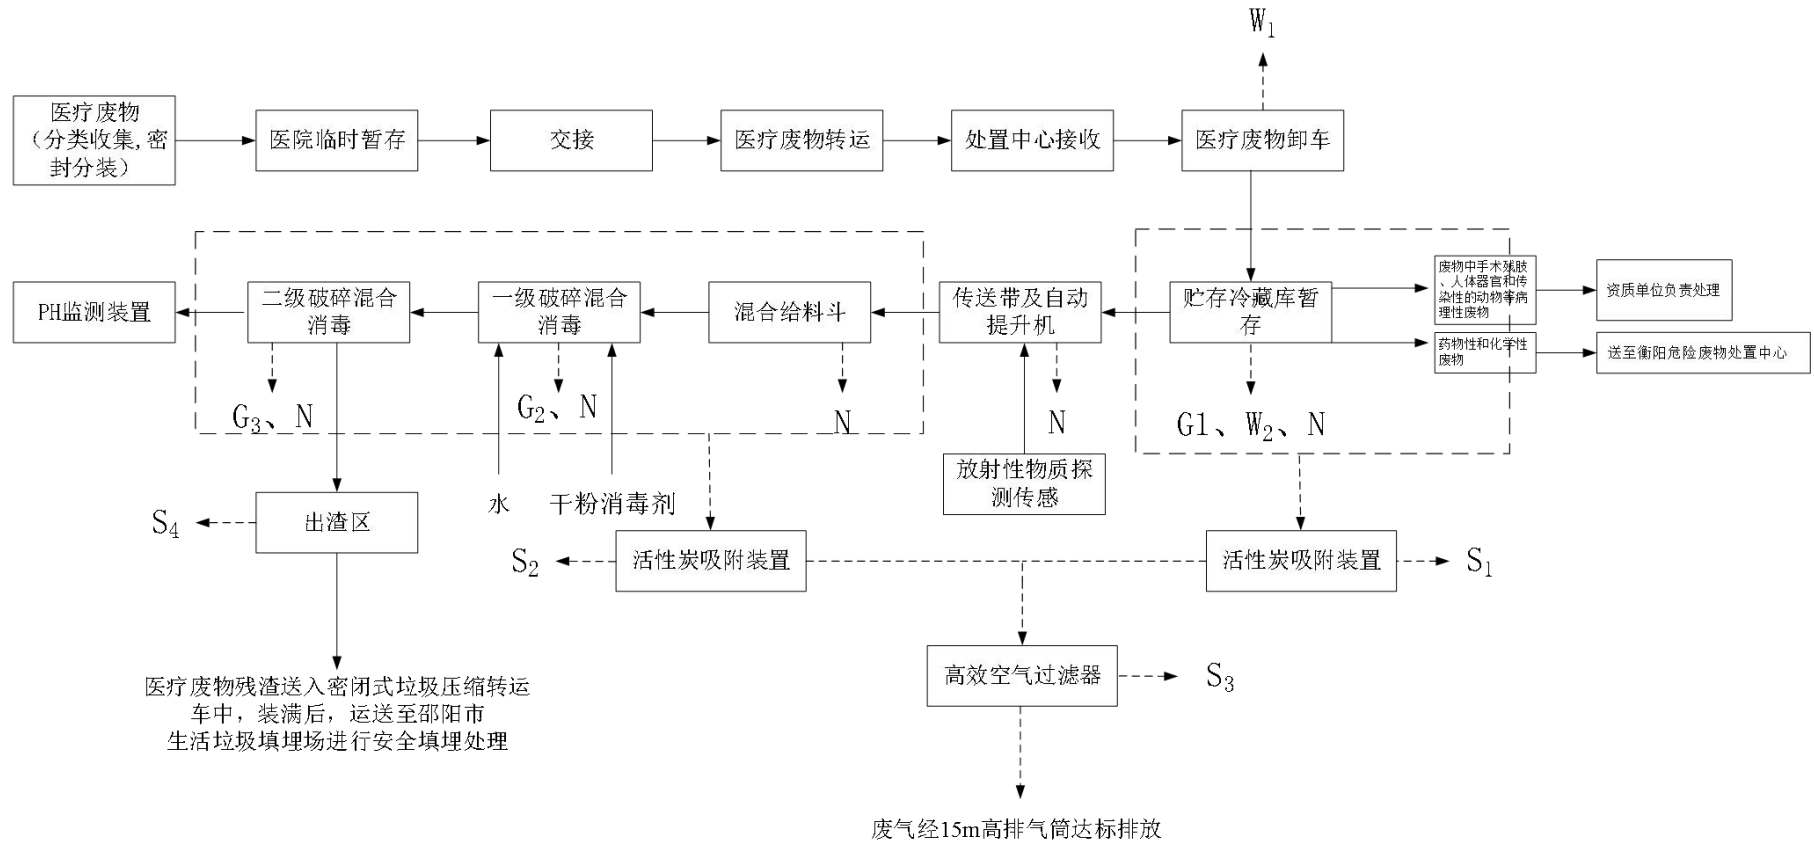 W₁
医疗废物
（分类收集,密
封分装）
医院临时暂存
交接
医疗废物转运
处置中心接收
医疗废物卸车
PH监测装置
二级破碎混合
消毒
一级破碎混合
消毒
混合给料斗
传送带及自动
提升机
贮存冷藏库暂
存
废物中手术残肢
、人体器官和传
染性的动物等病
理性废物
资质单位负责处理
药物性和化学性
废物
送至衡阳危险废物处置中心
G₃、N
G₂、N
N
N
G1、W₂、N
放射性物质探
测传感
水
干粉消毒剂
S₄
出渣区
S₂
活性炭吸附装置
活性炭吸附装置
S₁
高效空气过滤器
S₃
医疗废物残渣送入密闭式垃圾压缩转运
车中，装满后，运送至邵阳市
生活垃圾填埋场进行安全填埋处理
废气经15m高排气筒达标排放